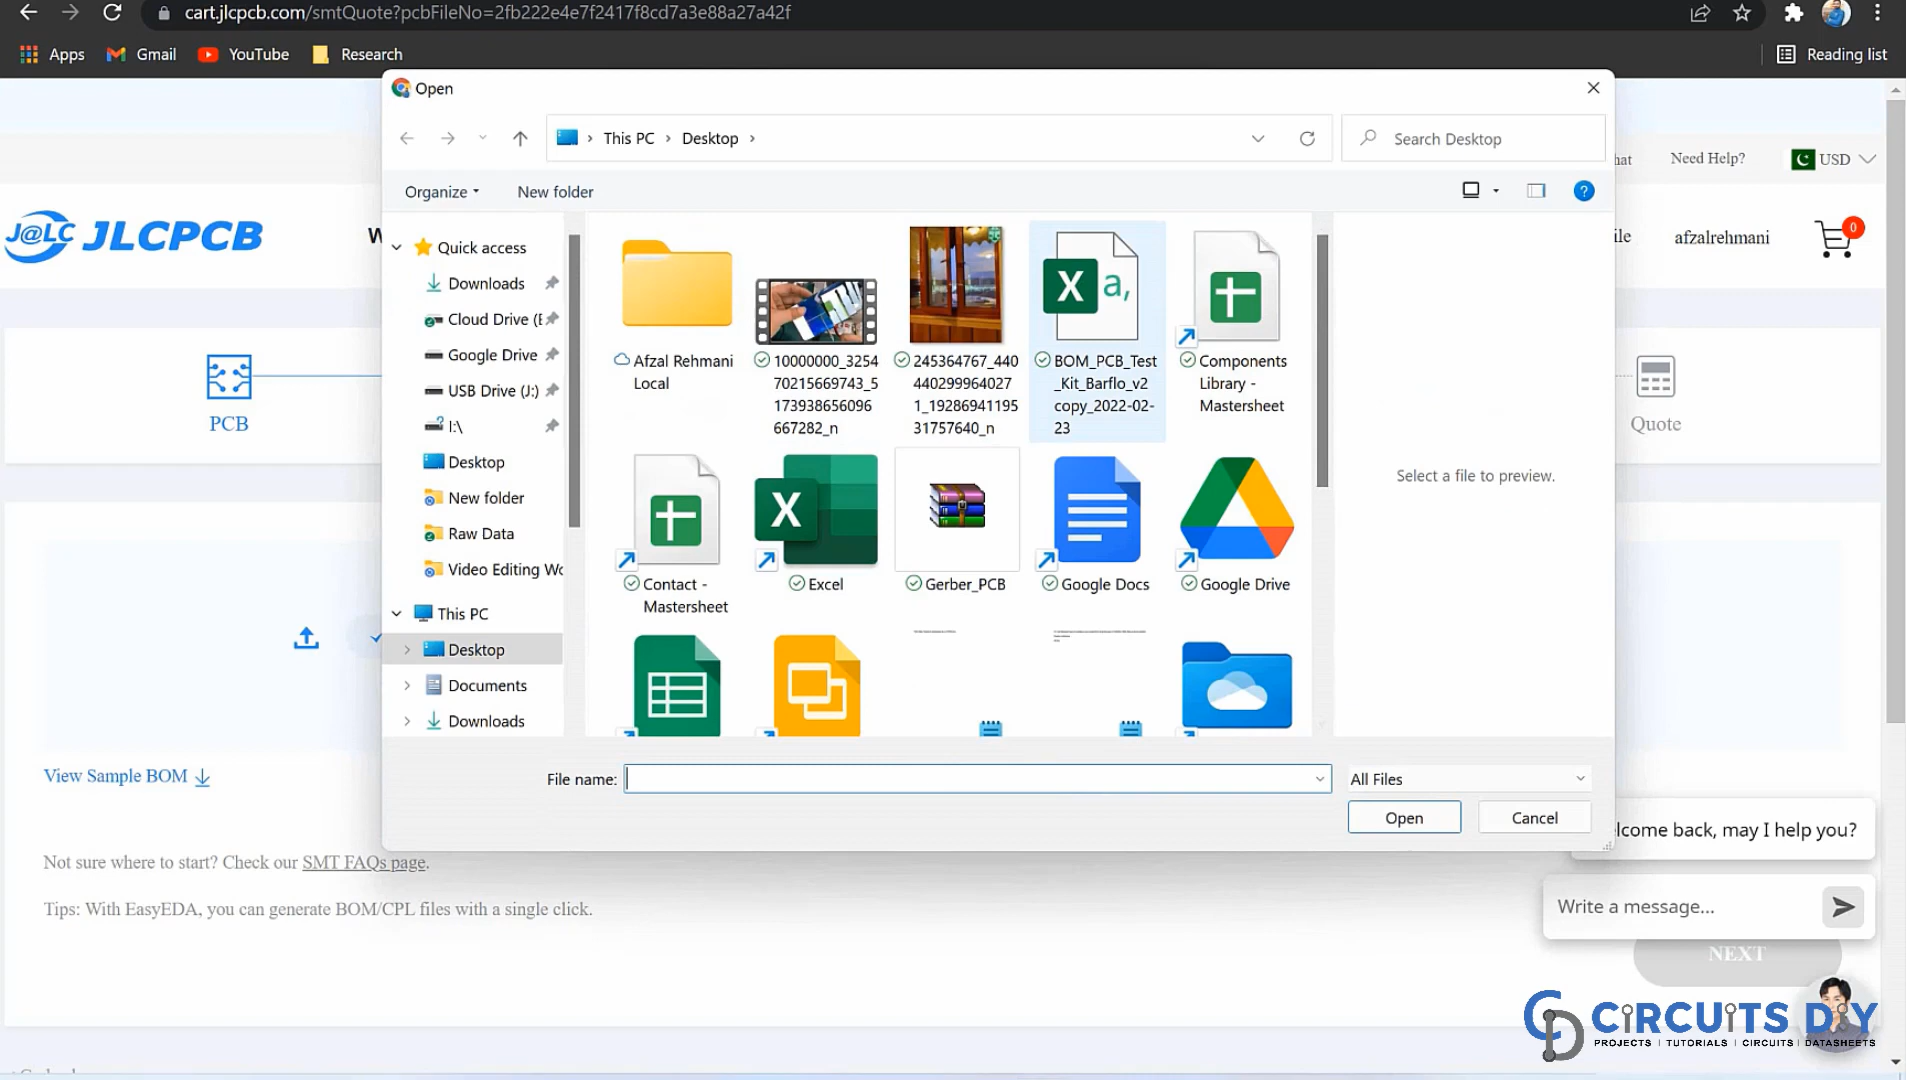 cart.jlcpcb.com/smtQuote?pcbFileNo=2fb222e4e7f2417f8cd7a3e88a27a42f
Apps Gmail YouTube Research Reading list
Open
This PC > Desktop > Search Desktop
Need Help? USD
Organize New folder
J@LC JLCPCB
afzalrehmani 0
Quick access
Downloads
Cloud Drive (E
Google Drive
USB Drive (J:)
I:\
Desktop
New folder
Raw Data
Video Editing Wo
This PC
Desktop
Documents
Downloads
Afzal Rehmani
Local
10000000_3254
70215669743_5
173938656096
667282_n
245364767_440
440299964027
1_19286941195
31757640_n
X a,
BOM_PCB_Test
_Kit_Barflo_v2
copy_2022-02-
23
Components
Library -
Mastersheet
PCB
Quote
Select a file to preview.
Contact -
Mastersheet
X
Excel
Gerber_PCB
Google Docs
Google Drive
View Sample BOM
File name: All Files
Open Cancel
lcome back, may I help you?
Not sure where to start? Check our SMT FAQs page.
Tips: With EasyEDA, you can generate BOM/CPL files with a single click.
Write a message...
NEXT
CD CIRCUITS DIY
PROJECTS | TUTORIALS | CIRCUITS | DATASHEETS